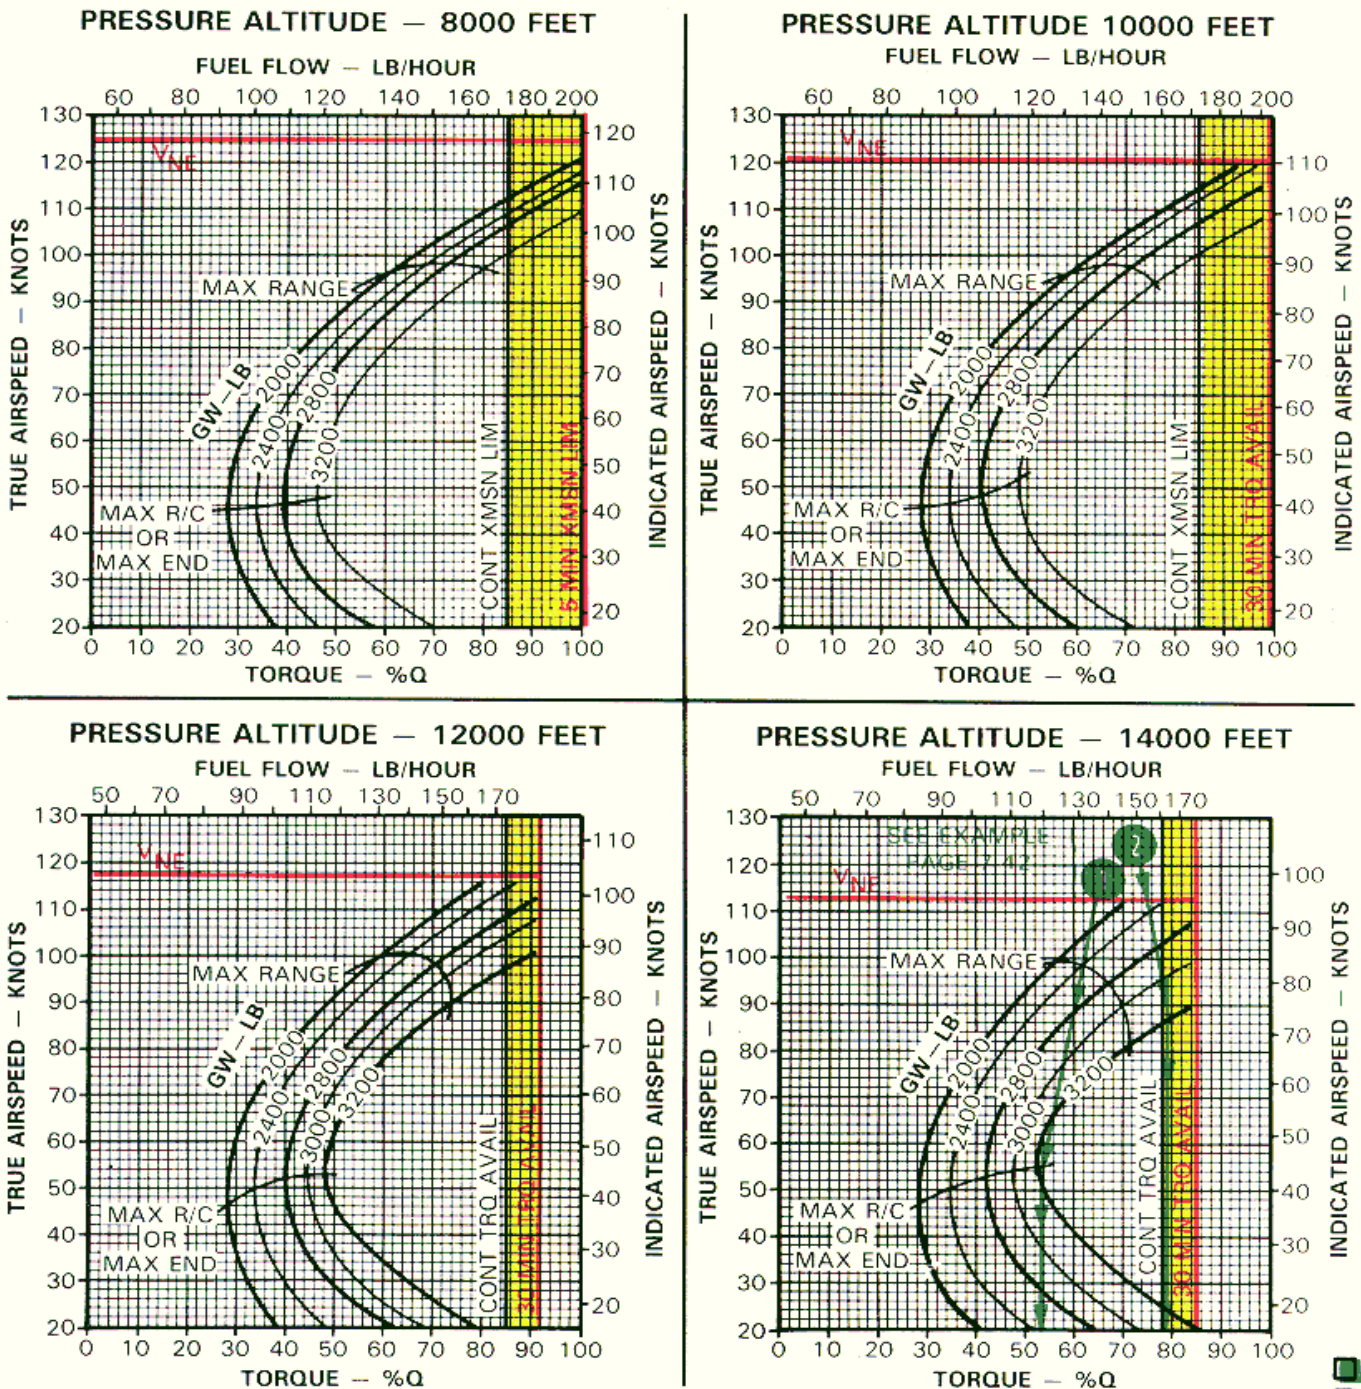 PRESSURE ALTITUDE — 8000 FEET
FUEL FLOW — LB/HOUR
60 80 100 120 140 160 180 200
130
120
110
100
90
80
70
60
50
40
30
20
TRUE AIRSPEED — KNOTS
VNE
MAX RANGE
GW—LB
2000
2400
2800
3200
MAX R/C
OR
MAX END
CONT XMSN LIM
5 MIN XMSN LIM
120
110
100
90
80
70
60
50
40
30
20
INDICATED AIRSPEED — KNOTS
0 10 20 30 40 50 60 70 80 90 100
TORQUE — %Q
PRESSURE ALTITUDE 10000 FEET
FUEL FLOW — LB/HOUR
60 80 100 120 140 160 180 200
130
120
110
100
90
80
70
60
50
40
30
20
TRUE AIRSPEED — KNOTS
VNE
MAX RANGE
GW—LB
2000
2400
2800
3200
MAX R/C
OR
MAX END
CONT XMSN LIM
30 MIN TRQ AVAIL
110
100
90
80
70
60
50
40
30
20
INDICATED AIRSPEED — KNOTS
0 10 20 30 40 50 60 70 80 90 100
TORQUE — %Q
PRESSURE ALTITUDE — 12000 FEET
FUEL FLOW — LB/HOUR
50 70 90 110 130 150 170
130
120
110
100
90
80
70
60
50
40
30
20
TRUE AIRSPEED — KNOTS
VNE
MAX RANGE
GW—LB
2000
2400
2800
3000
3200
MAX R/C
OR
MAX END
CONT TRQ AVAIL
30 MIN TRQ AVAIL
110
100
90
80
70
60
50
40
30
20
INDICATED AIRSPEED — KNOTS
0 10 20 30 40 50 60 70 80 90 100
TORQUE — %Q
PRESSURE ALTITUDE — 14000 FEET
FUEL FLOW — LB/HOUR
50 70 90 110 130 150 170
130
120
110
100
90
80
70
60
50
40
30
20
TRUE AIRSPEED — KNOTS
SEE EXAMPLE
PAGE 7-42
1
2
VNE
MAX RANGE
GW—LB
2000
2400
2800
3000
3200
MAX R/C
OR
MAX END
CONT TRQ AVAIL
30 MIN TRQ AVAIL
100
90
80
70
60
50
40
30
20
INDICATED AIRSPEED — KNOTS
0 10 20 30 40 50 60 70 80 90 100
TORQUE — %Q